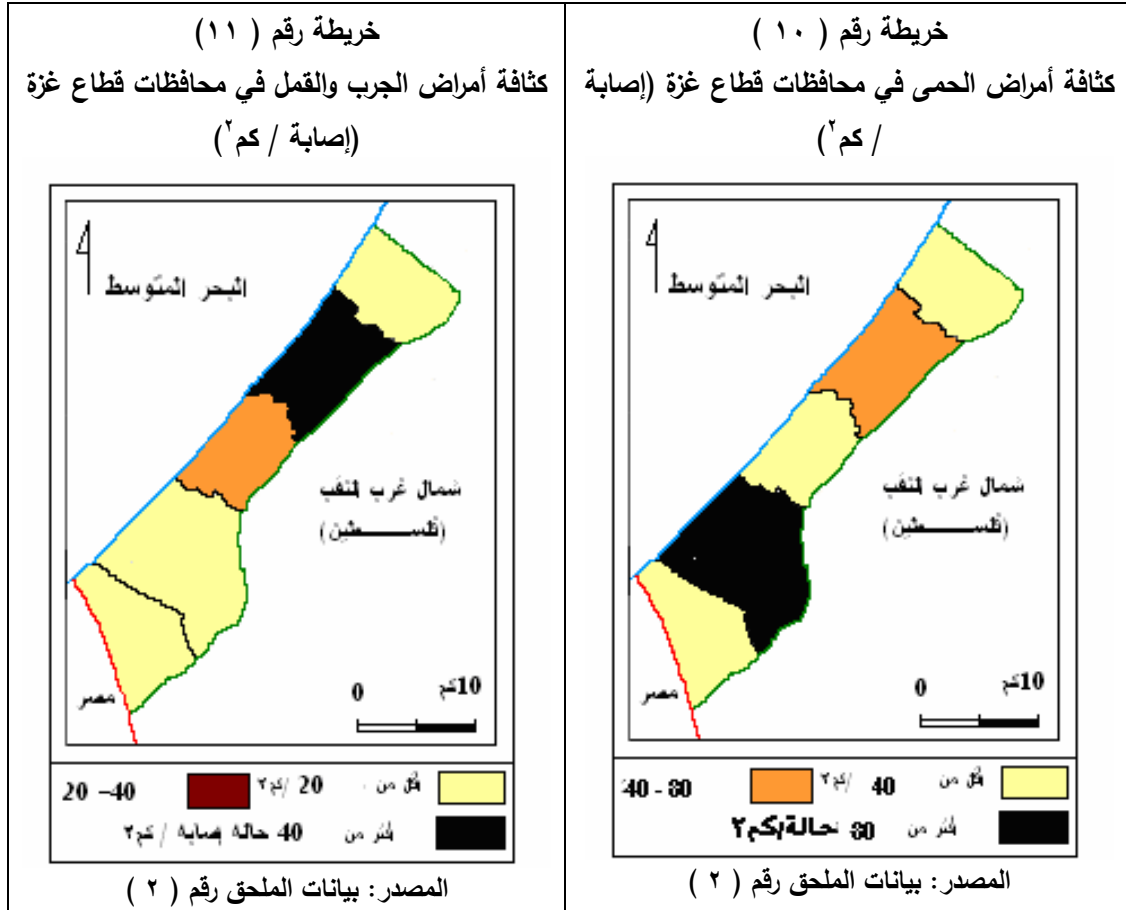 خريطة رقم ( ١٠ )
كثافة أمراض الحمى في محافظات قطاع غزة (إصابة
/ كم٢)
البحر المتوسط
شمال غرب النقب
(فلســـــطين)
مصر
0 10كم
أقل من 40 /كم٢ 40 - 80
أكثر من 80 حالة/كم٢
المصدر: بيانات الملحق رقم ( ٢ )
خريطة رقم ( ١١)
كثافة أمراض الجرب والقمل في محافظات قطاع غزة
(إصابة / كم٢)
البحر المتوسط
شمال غرب النقب
(فلســـــطين)
مصر
0 10كم
أقل من 20 /كم٢ 20 -40
أكثر من 40 حالة إصابة / كم٢
المصدر: بيانات الملحق رقم ( ٢ )